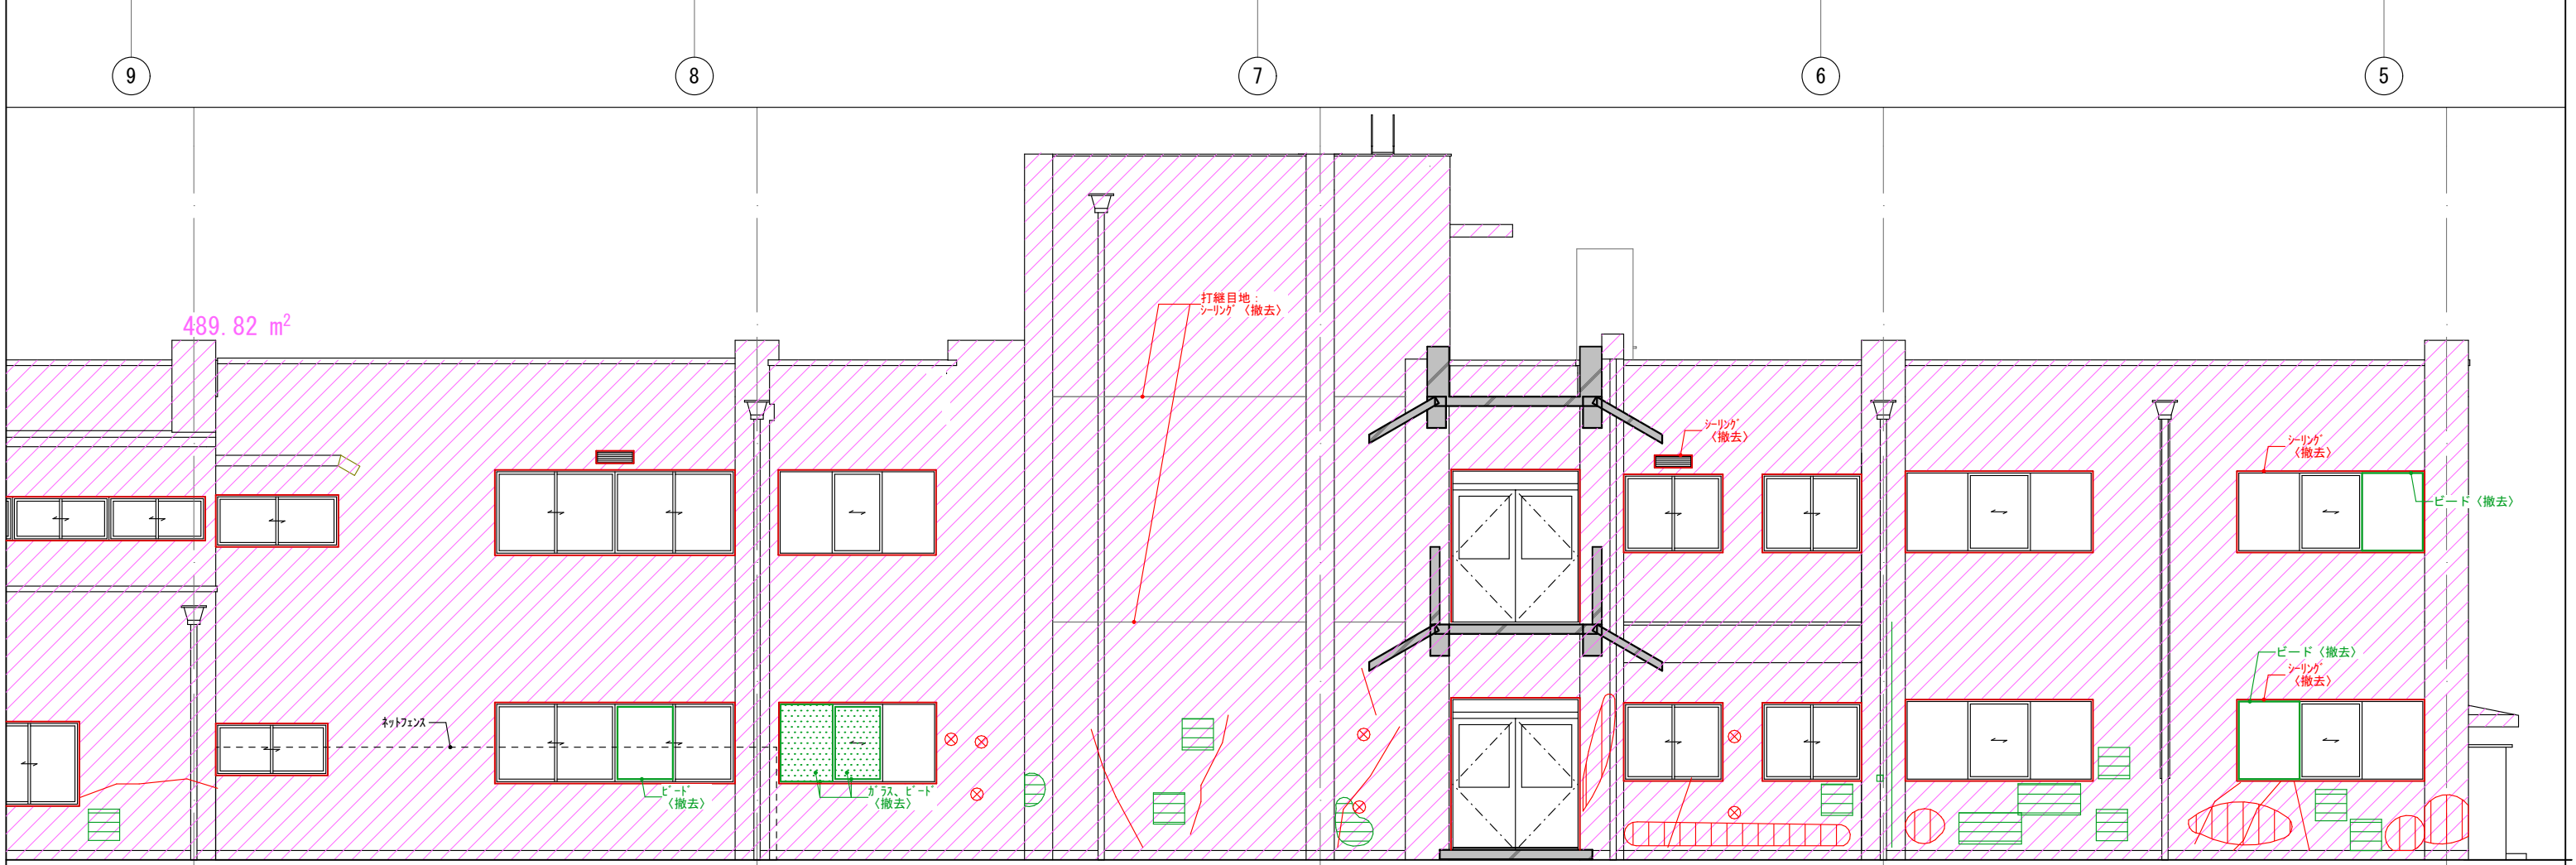 9
8
7
6
5
打継目地:
シーリング〈撤去〉
489.82 m²
シーリング
〈撤去〉
シーリング
〈撤去〉
ビード〈撤去〉
ビード〈撤去〉
シーリング
〈撤去〉
ネットフェンス
ビード
〈撤去〉
ガラス、ビード
〈撤去〉